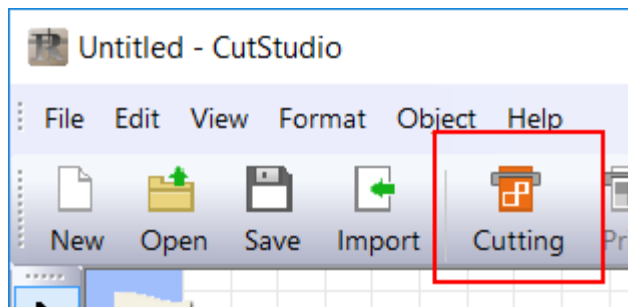 Untitled - CutStudio
File Edit View Format Object Help
New Open Save Import Cutting